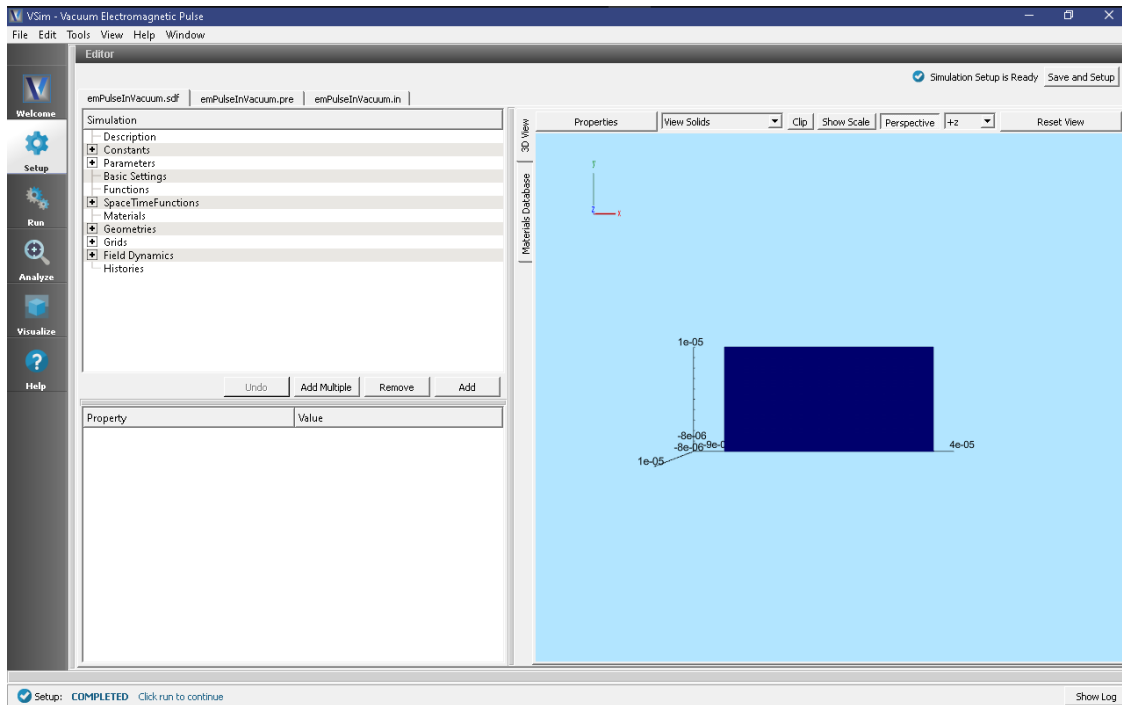 VSim - Vacuum Electromagnetic Pulse
File Edit Tools View Help Window
Editor
Simulation Setup is Ready Save and Setup
emPulseInVacuum.sdf emPulseInVacuum.pre emPulseInVacuum.in
Welcome
Setup
Run
Analyze
Visualize
Help
Simulation
Description
Constants
Parameters
Basic Settings
Functions
SpaceTimeFunctions
Materials
Geometries
Grids
Field Dynamics
Histories
Undo Add Multiple Remove Add
Property Value
3D View
Materials Database
Properties View Solids Clip Show Scale Perspective +z Reset View
y
z x
1e-05
-8e-06
-8e-06 4e-05
1e-05
Setup: COMPLETED Click run to continue Show Log